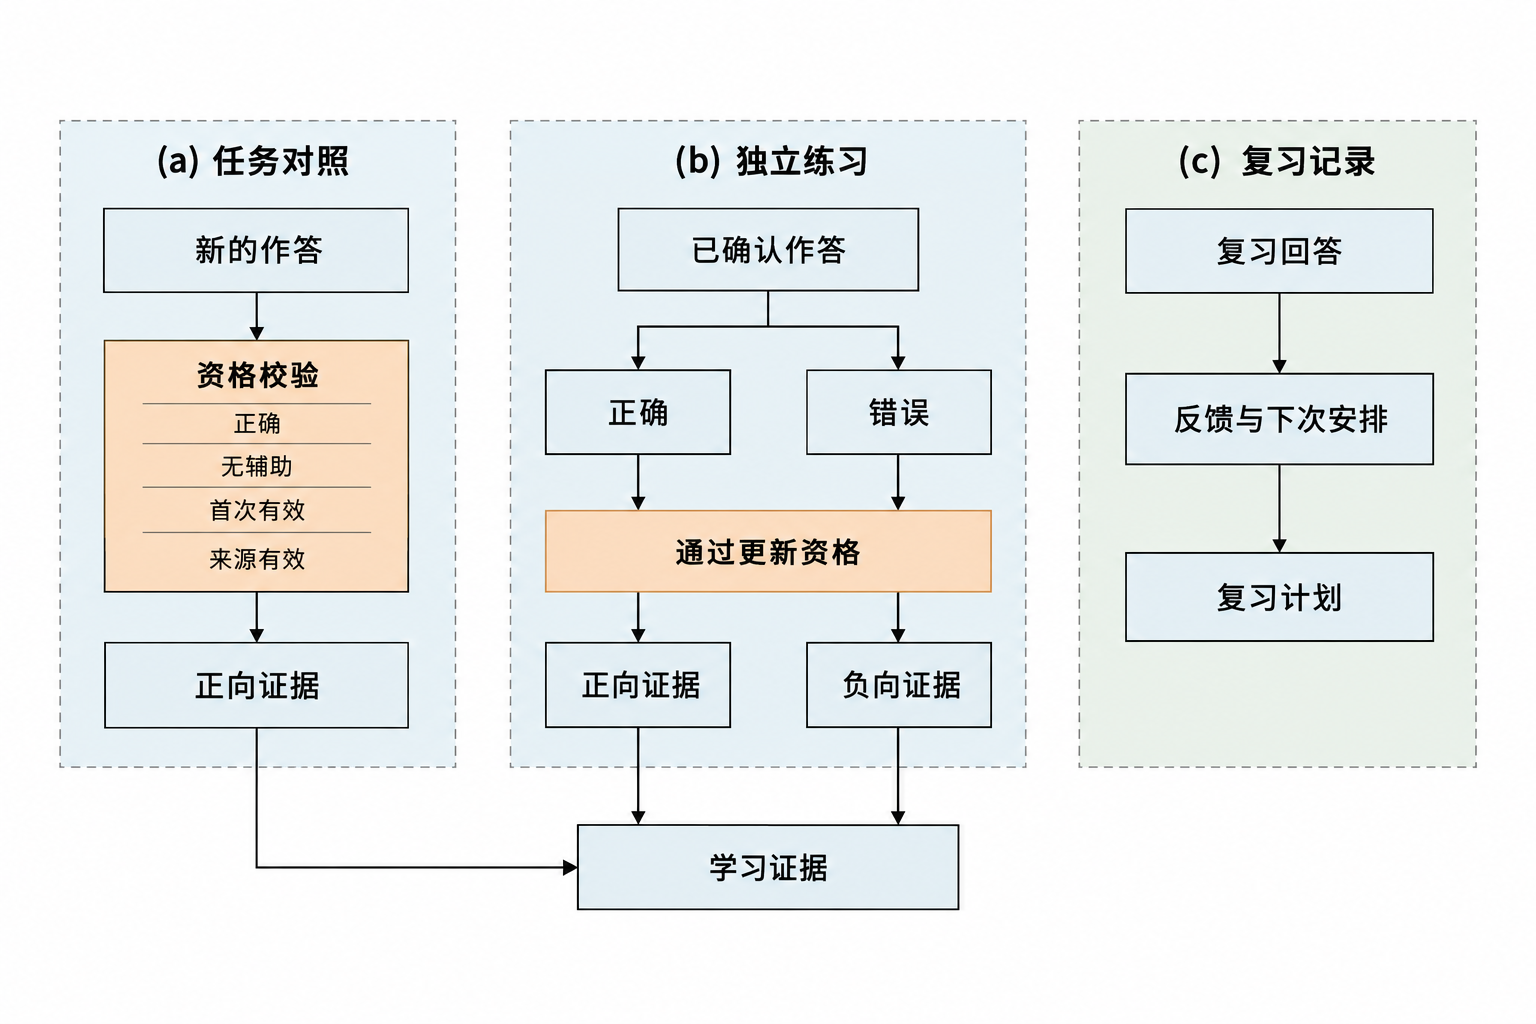 (a) 任务对照
新的作答
资格校验
正确
无辅助
首次有效
来源有效
正向证据
(b) 独立练习
已确认作答
正确
错误
通过更新资格
正向证据
负向证据
(c) 复习记录
复习回答
反馈与下次安排
复习计划
学习证据